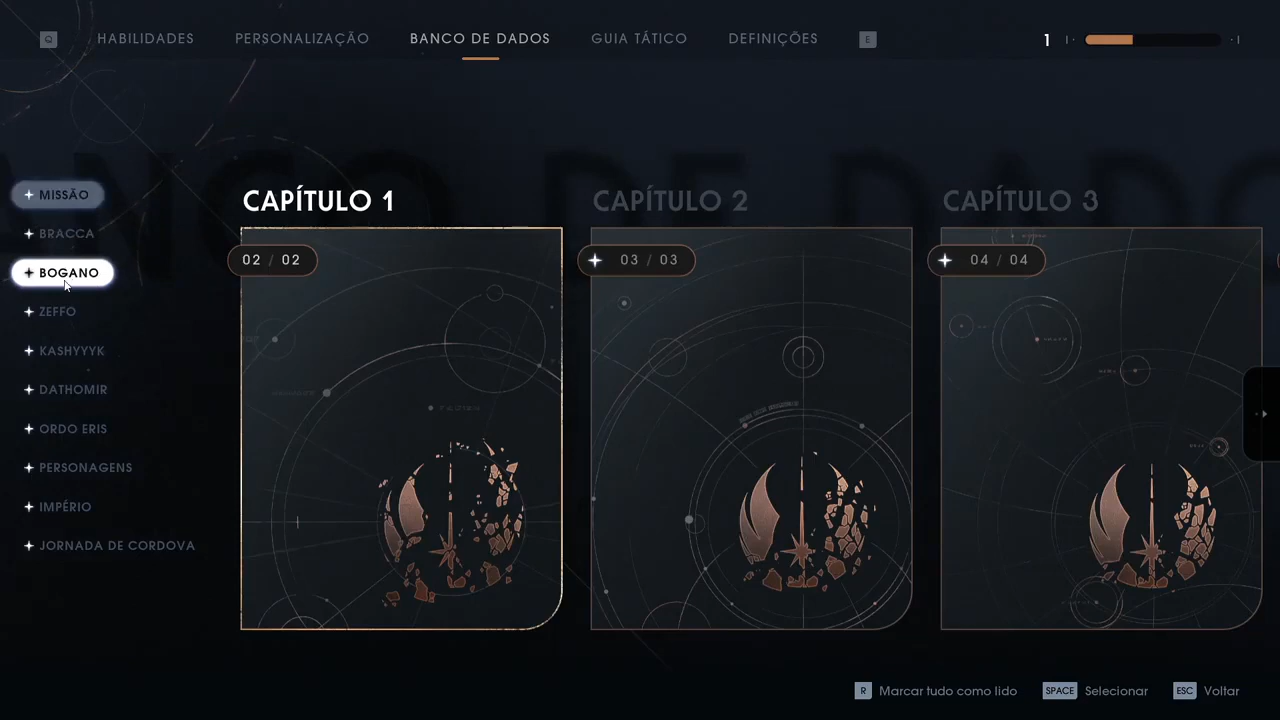 Q HABILIDADES PERSONALIZAÇÃO BANCO DE DADOS GUIA TÁTICO DEFINIÇÕES E 1
MISSÃO
BRACCA
BOGANO
ZEFFO
KASHYYYK
DATHOMIR
ORDO ERIS
PERSONAGENS
IMPÉRIO
JORNADA DE CORDOVA
CAPÍTULO 1
02 / 02
CAPÍTULO 2
03 / 03
CAPÍTULO 3
04 / 04
R Marcar tudo como lido SPACE Selecionar ESC Voltar